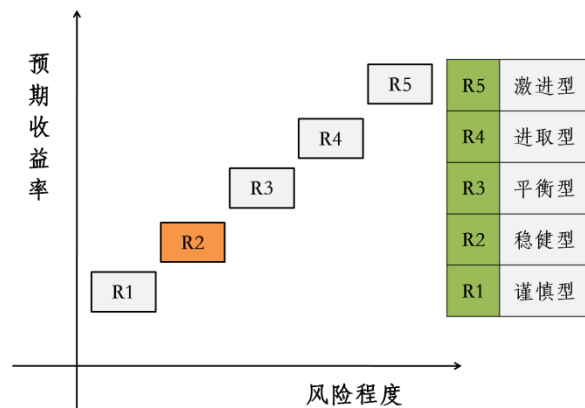 预期收益率
R5
R4
R3
R2
R1
风险程度
R5 激进型
R4 进取型
R3 平衡型
R2 稳健型
R1 谨慎型